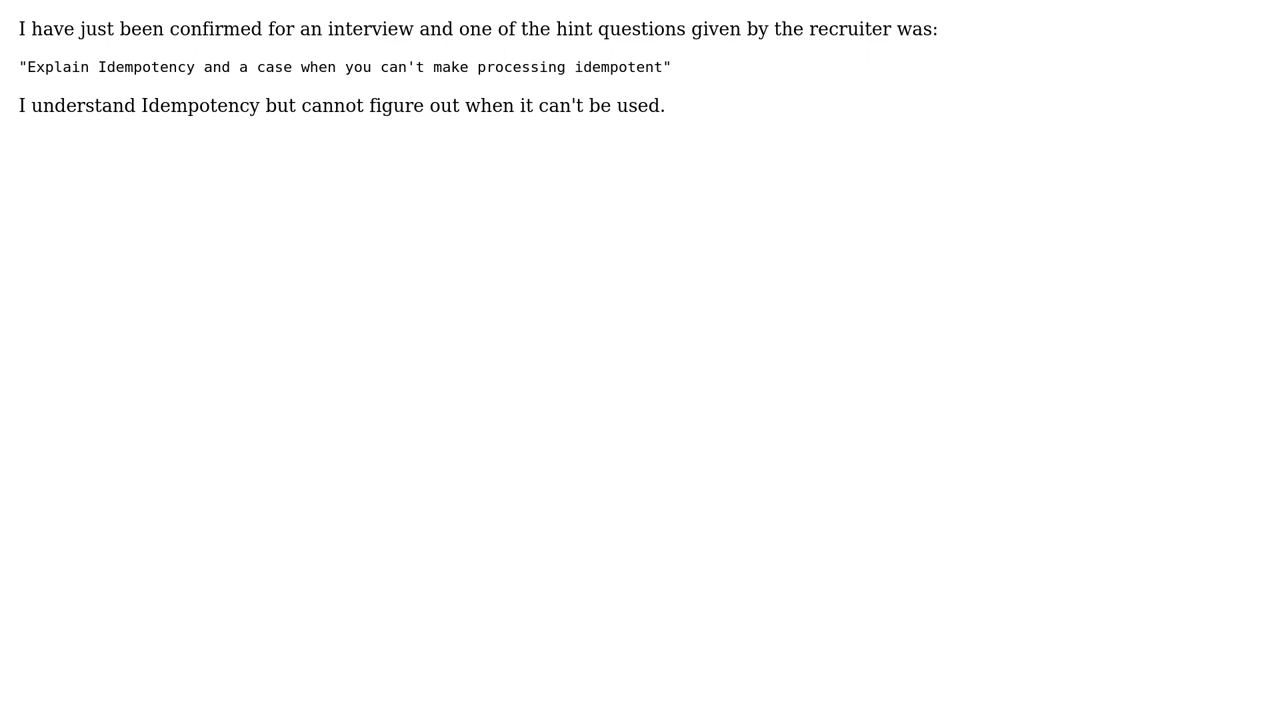 I have just been confirmed for an interview and one of the hint questions given by the recruiter was:
"Explain Idempotency and a case when you can't make processing idempotent"
I understand Idempotency but cannot figure out when it can't be used.